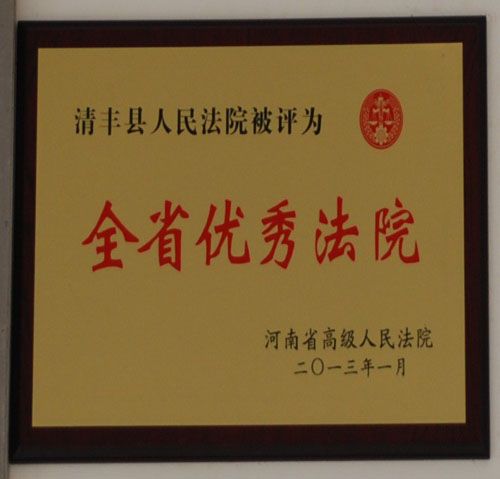 清丰县人民法院被评为
全省优秀法院
河南省高级人民法院
二〇一三年一月